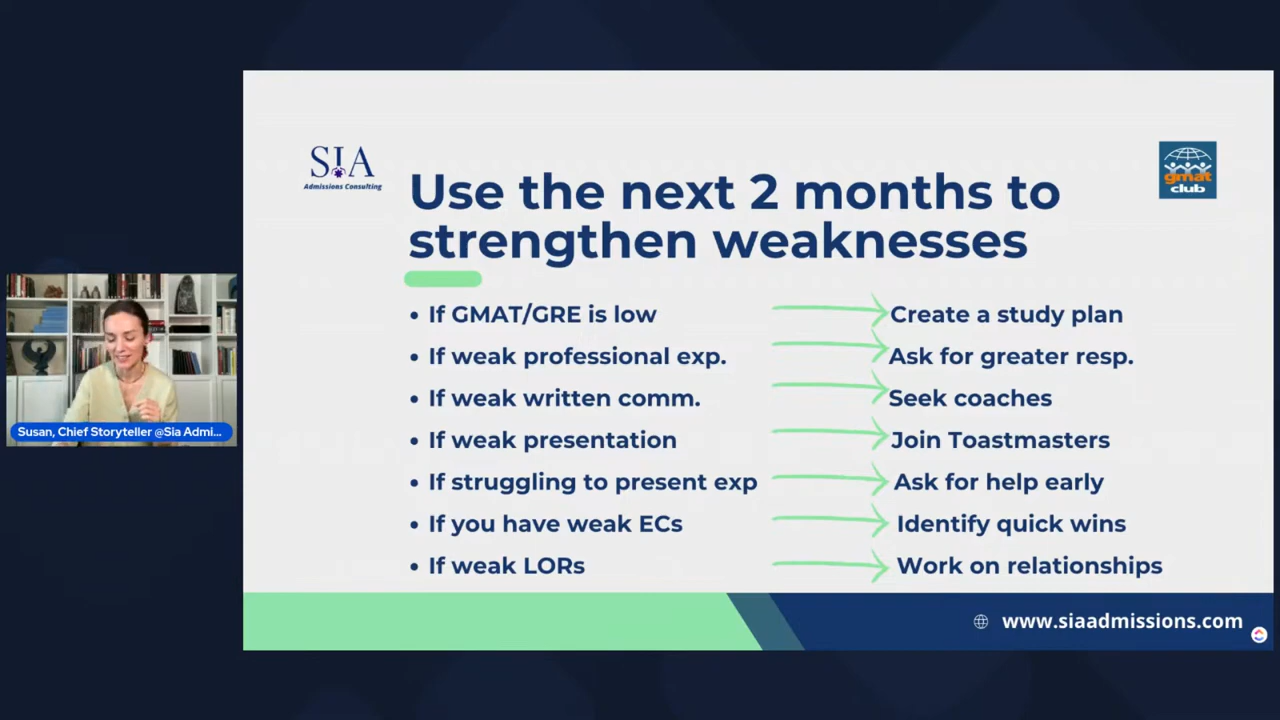 SIA
Admissions Consulting
gmat
club
Use the next 2 months to
strengthen weaknesses
• If GMAT/GRE is low Create a study plan
• If weak professional exp. Ask for greater resp.
• If weak written comm. Seek coaches
• If weak presentation Join Toastmasters
• If struggling to present exp Ask for help early
• If you have weak ECs Identify quick wins
• If weak LORs Work on relationships
Susan, Chief Storyteller @Sia Admi...
www.siaadmissions.com